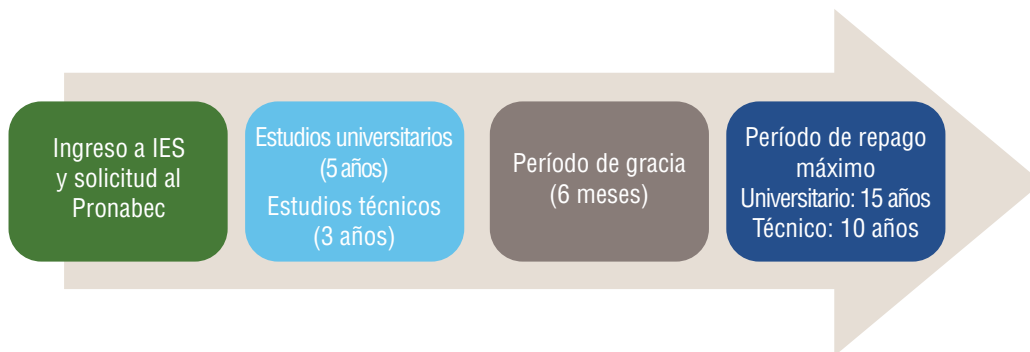 Ingreso a IES
y solicitud al
Pronabec
Estudios universitarios
(5 años)
Estudios técnicos
(3 años)
Período de gracia
(6 meses)
Período de repago
máximo
Universitario: 15 años
Técnico: 10 años